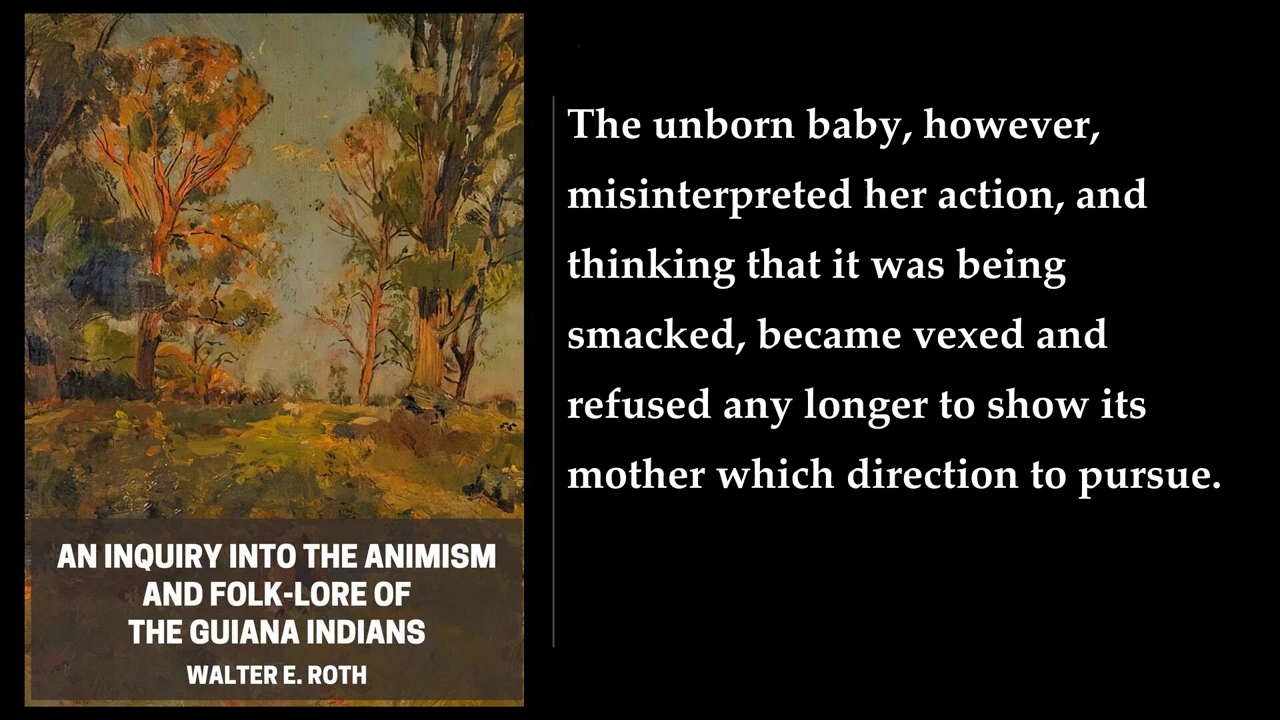 The unborn baby, however,
misinterpreted her action, and
thinking that it was being
smacked, became vexed and
refused any longer to show its
mother which direction to pursue.
AN INQUIRY INTO THE ANIMISM
AND FOLK-LORE OF
THE GUIANA INDIANS
WALTER E. ROTH